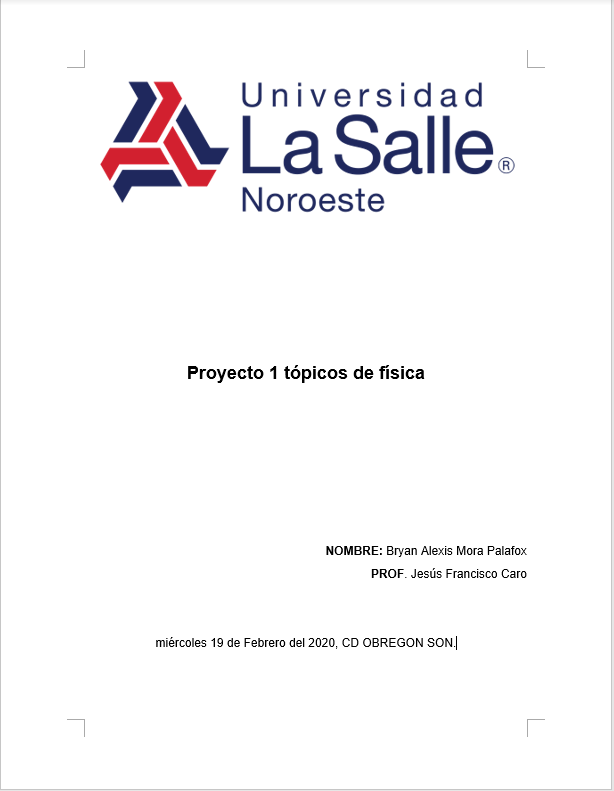 Universidad
La Salle®
Noroeste
Proyecto 1 tópicos de física
NOMBRE: Bryan Alexis Mora Palafox
PROF. Jesús Francisco Caro
miércoles 19 de Febrero del 2020, CD OBREGON SON.